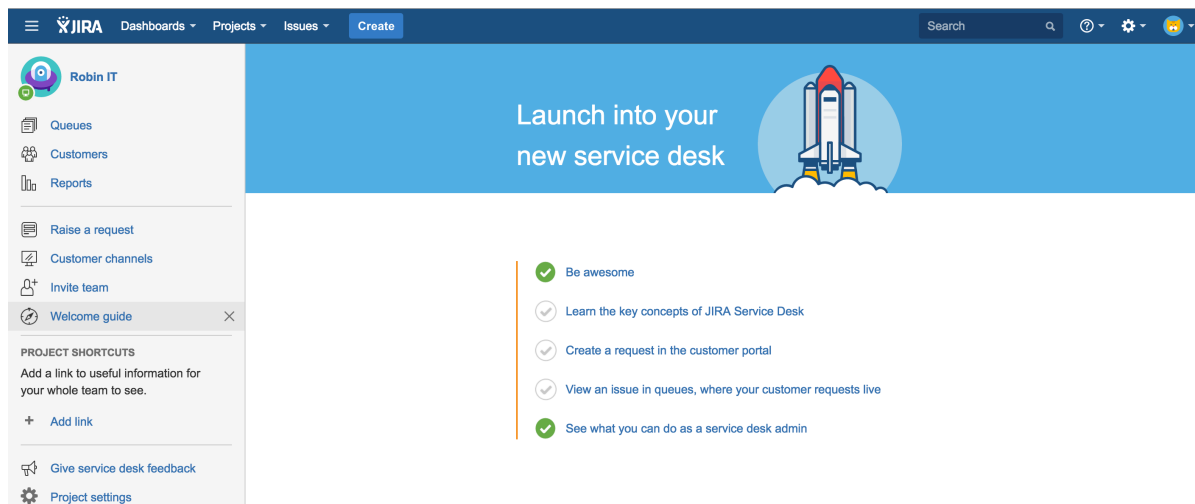 JIRA Dashboards Projects Issues Create Search
Robin IT
Queues
Customers
Reports
Raise a request
Customer channels
Invite team
Welcome guide
PROJECT SHORTCUTS
Add a link to useful information for
your whole team to see.
+ Add link
Give service desk feedback
Project settings
Launch into your
new service desk
Be awesome
Learn the key concepts of JIRA Service Desk
Create a request in the customer portal
View an issue in queues, where your customer requests live
See what you can do as a service desk admin